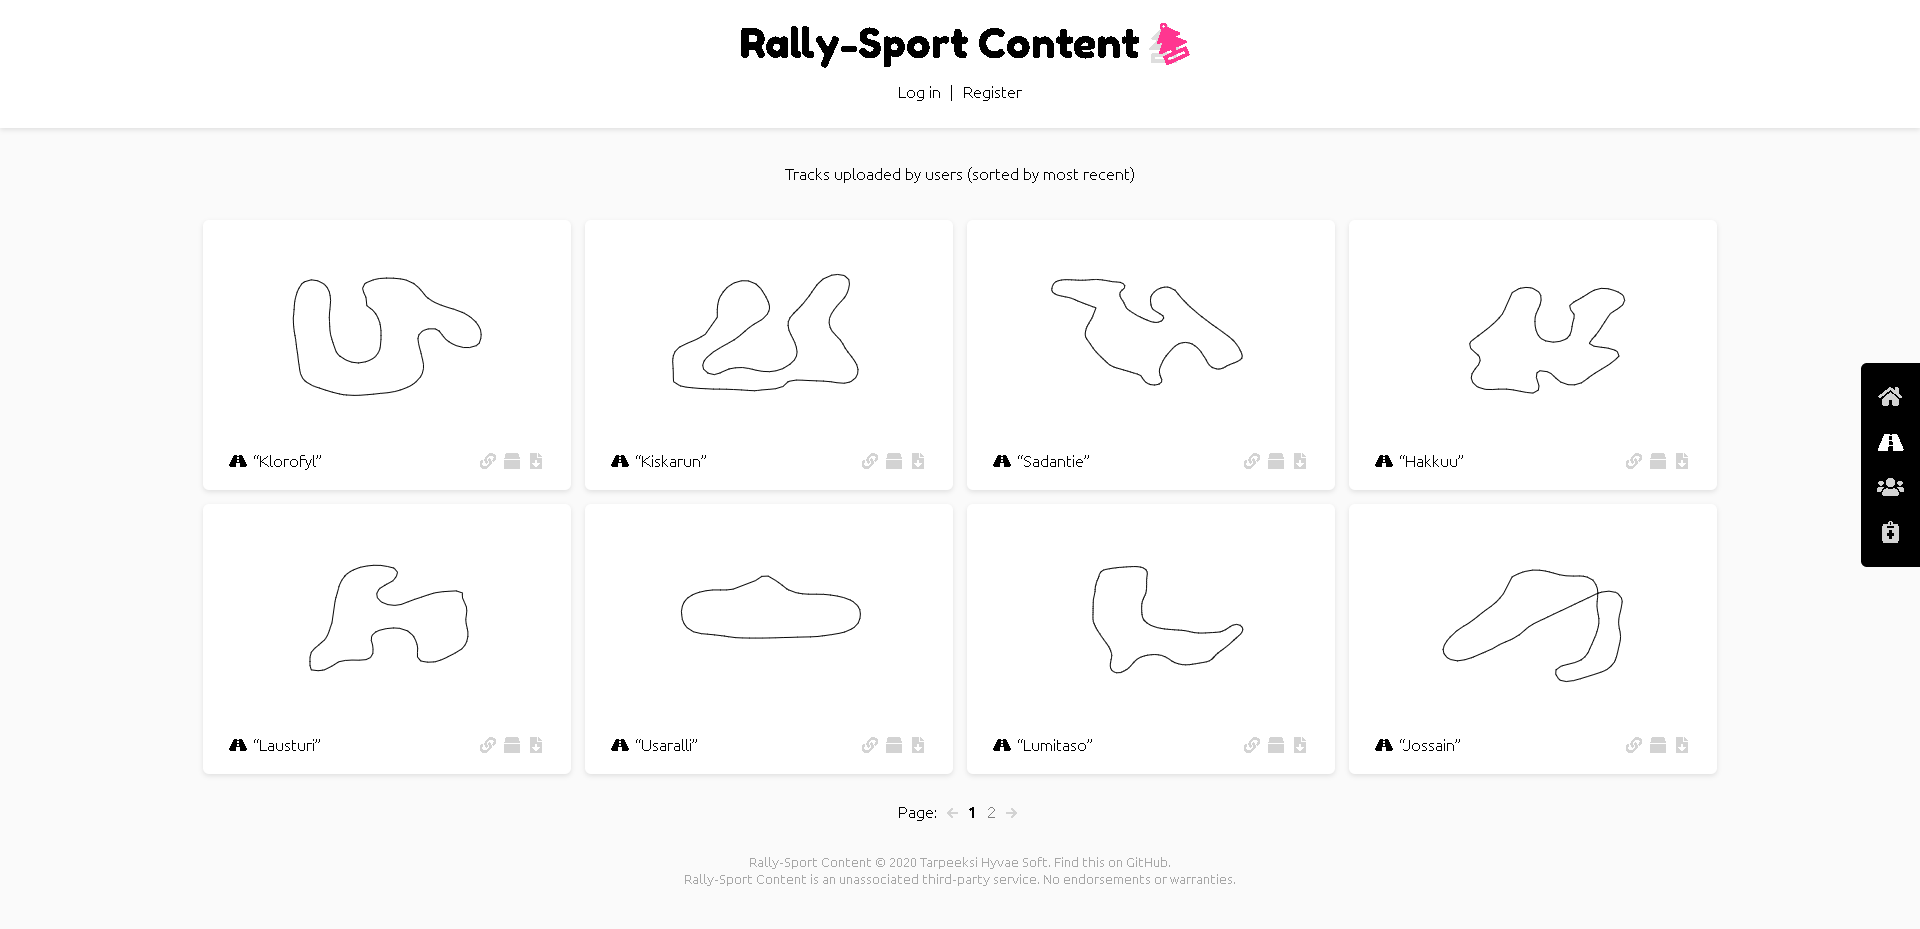 Rally-Sport Content
Log in | Register
Tracks uploaded by users (sorted by most recent)
“Klorofyl”
“Kiskarun”
“Sadantie”
“Hakkuu”
“Lausturi”
“Usaralli”
“Lumitaso”
“Jossain”
Page: ← 1 2 →
Rally-Sport Content © 2020 Tarpeeksi Hyvae Soft. Find this on GitHub.
Rally-Sport Content is an unassociated third-party service. No endorsements or warranties.